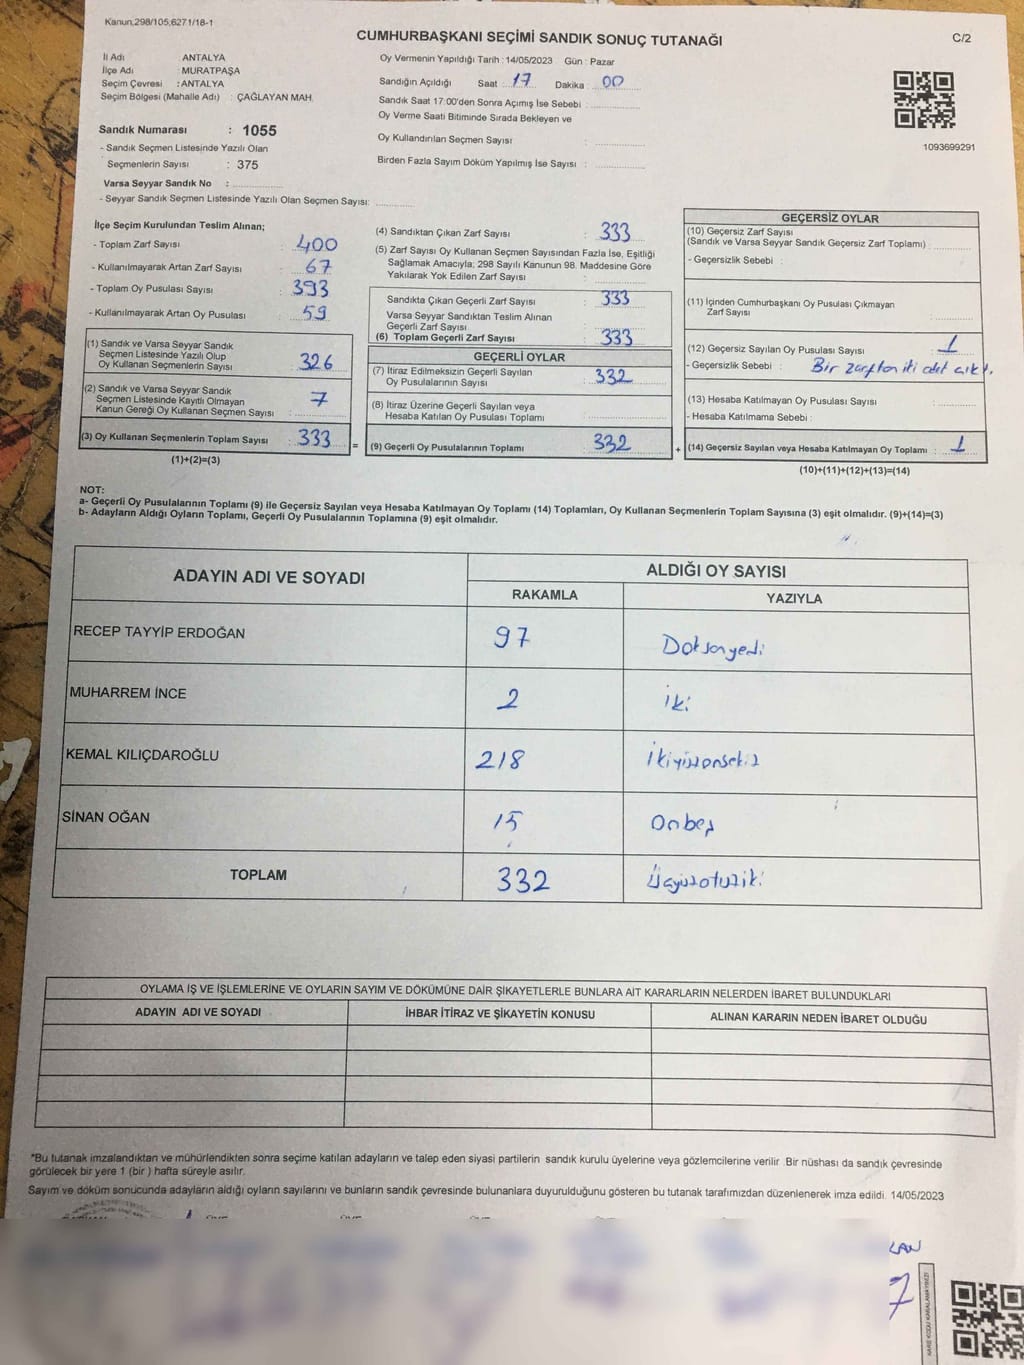 Kanun,298/105;6271/18-1
CUMHURBAŞKANI SEÇİMİ SANDIK SONUÇ TUTANAĞI
C/2
İl Adı : ANTALYA
İlçe Adı : MURATPAŞA
Seçim Çevresi : ANTALYA
Seçim Bölgesi (Mahalle Adı) : ÇAĞLAYAN MAH.
Oy Vermenin Yapıldığı Tarih : 14/05/2023 Gün : Pazar
Sandığın Açıldığı Saat : 17 Dakika : 00
Sandık Saat 17:00'den Sonra Açımış İse Sebebi :
Oy Verme Saati Bitiminde Sırada Bekleyen ve
Oy Kullandırılan Seçmen Sayısı :
Birden Fazla Sayım Döküm Yapılmış İse Sayısı :
1093699291
Sandık Numarası : 1055
- Sandık Seçmen Listesinde Yazılı Olan
Seçmenlerin Sayısı : 375
Varsa Seyyar Sandık No :
- Seyyar Sandık Seçmen Listesinde Yazılı Olan Seçmen Sayısı:
İlçe Seçim Kurulundan Teslim Alınan;
- Toplam Zarf Sayısı : 400
- Kullanılmayarak Artan Zarf Sayısı : 67
- Toplam Oy Pusulası Sayısı : 393
- Kullanılmayarak Artan Oy Pusulası : 59
(1) Sandık ve Varsa Seyyar Sandık
Seçmen Listesinde Yazılı Olup
Oy Kullanan Seçmenlerin Sayısı : 326
(2) Sandık ve Varsa Seyyar Sandık
Seçmen Listesinde Kayıtlı Olmayan
Kanun Gereği Oy Kullanan Seçmen Sayısı : 7
(3) Oy Kullanan Seçmenlerin Toplam Sayısı : 333
(1)+(2)=(3)
=
(4) Sandıktan Çıkan Zarf Sayısı : 333
(5) Zarf Sayısı Oy Kullanan Seçmen Sayısından Fazla İse, Eşitliği
Sağlamak Amacıyla; 298 Sayılı Kanunun 98. Maddesine Göre
Yakılarak Yok Edilen Zarf Sayısı :
Sandıkta Çıkan Geçerli Zarf Sayısı : 333
Varsa Seyyar Sandıktan Teslim Alınan
Geçerli Zarf Sayısı :
(6) Toplam Geçerli Zarf Sayısı : 333
GEÇERLİ OYLAR
(7) İtiraz Edilmeksizin Geçerli Sayılan
Oy Pusulalarının Sayısı : 332
(8) İtiraz Üzerine Geçerli Sayılan veya
Hesaba Katılan Oy Pusulası Toplamı :
(9) Geçerli Oy Pusulalarının Toplamı : 332
+
GEÇERSİZ OYLAR
(10) Geçersiz Zarf Sayısı
(Sandık ve Varsa Seyyar Sandık Geçersiz Zarf Toplamı) :
- Geçersizlik Sebebi :
(11) İçinden Cumhurbaşkanı Oy Pusulası Çıkmayan
Zarf Sayısı :
(12) Geçersiz Sayılan Oy Pusulası Sayısı : 1
- Geçersizlik Sebebi : Bir zarftan iki adet çıktı.
(13) Hesaba Katılmayan Oy Pusulası Sayısı :
- Hesaba Katılmama Sebebi :
(14) Geçersiz Sayılan veya Hesaba Katılmayan Oy Toplamı : 1
(10)+(11)+(12)+(13)=(14)
NOT:
a- Geçerli Oy Pusulalarının Toplamı (9) ile Geçersiz Sayılan veya Hesaba Katılmayan Oy Toplamı (14) Toplamları, Oy Kullanan Seçmenlerin Toplam Sayısına (3) eşit olmalıdır. (9)+(14)=(3)
b- Adayların Aldığı Oyların Toplamı, Geçerli Oy Pusulalarının Toplamına (9) eşit olmalıdır.
ADAYIN ADI VE SOYADI
ALDIĞI OY SAYISI
RAKAMLA YAZIYLA
RECEP TAYYİP ERDOĞAN 97 Doksanyedi
MUHARREM İNCE 2 iki
KEMAL KILIÇDAROĞLU 218 ikiyüzonsekiz
SİNAN OĞAN 15 Onbeş
TOPLAM 332 Üçyüzotuziki
OYLAMA İŞ VE İŞLEMLERİNE VE OYLARIN SAYIM VE DÖKÜMÜNE DAİR ŞİKAYETLERLE BUNLARA AİT KARARLARIN NELERDEN İBARET BULUNDUKLARI
ADAYIN ADI VE SOYADI İHBAR İTİRAZ VE ŞİKAYETİN KONUSU ALINAN KARARIN NEDEN İBARET OLDUĞU
*Bu tutanak imzalandıktan ve mühürlendikten sonra seçime katılan adayların ve talep eden siyasi partilerin sandık kurulu üyelerine veya gözlemcilerine verilir. Bir nüshası da sandık çevresinde
görülecek bir yere 1 (bir ) hafta süreyle asılır.
Sayım ve döküm sonucunda adayların aldığı oyların sayılarını ve bunların sandık çevresinde bulunanlara duyurulduğunu gösteren bu tutanak tarafımızdan düzenlenerek imza edildi. 14/05/2023
LAN
KARE KODU KARALAMAYINIZ!